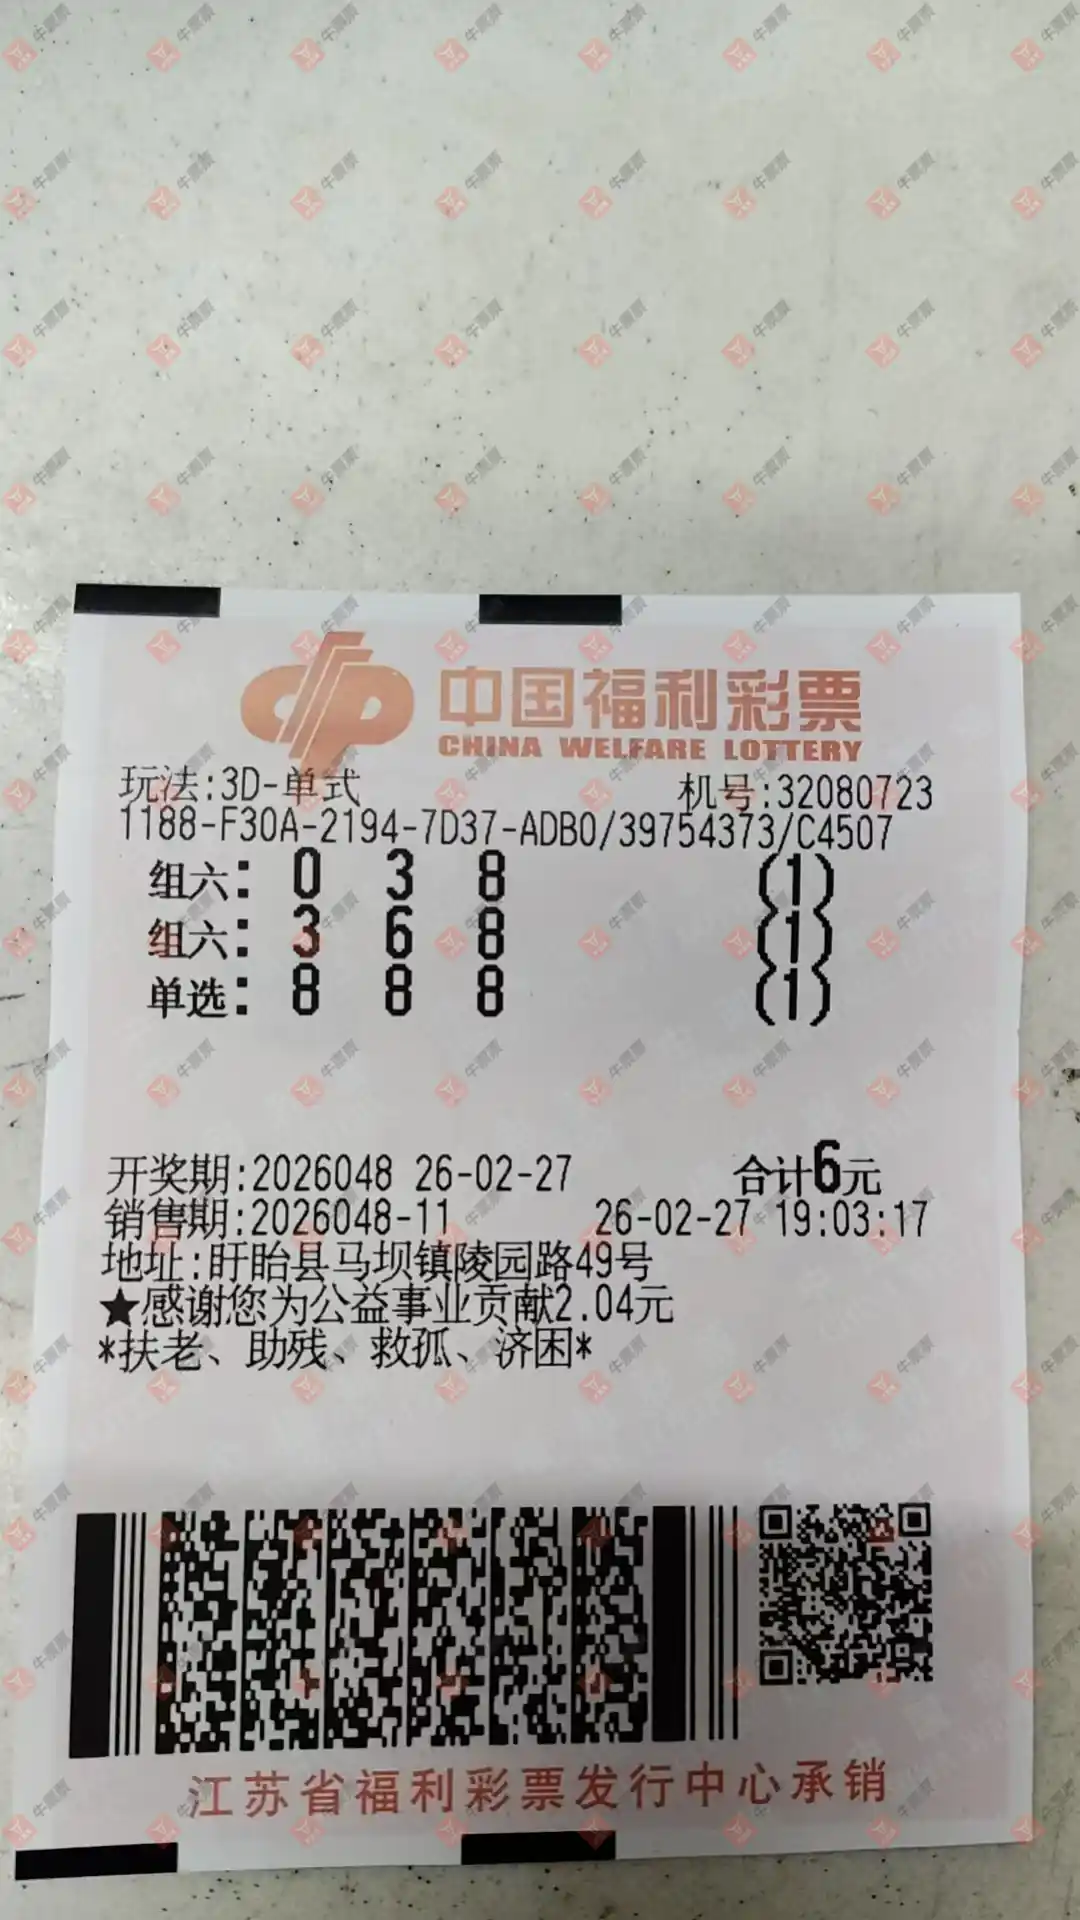 中国福利彩票
CHINA WELFARE LOTTERY
玩法:3D-单式 机号:32080723
1188-F30A-2194-7D37-ADB0/39754373/C4507
组六: 0 3 8 (1)
组六: 3 6 8 (1)
单选: 8 8 8 (1)
开奖期:2026048 26-02-27 合计6元
销售期:2026048-11 26-02-27 19:03:17
地址:盱眙县马坝镇陵园路49号
★感谢您为公益事业贡献2.04元
*扶老、助残、救孤、济困*
江苏省福利彩票发行中心承销